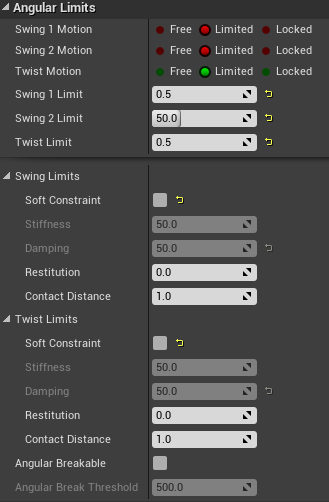 Angular Limits
Swing 1 Motion Free Limited Locked
Swing 2 Motion Free Limited Locked
Twist Motion Free Limited Locked
Swing 1 Limit 0.5
Swing 2 Limit 50.0
Twist Limit 0.5
Swing Limits
Soft Constraint
Stiffness 50.0
Damping 50.0
Restitution 0.0
Contact Distance 1.0
Twist Limits
Soft Constraint
Stiffness 50.0
Damping 50.0
Restitution 0.0
Contact Distance 1.0
Angular Breakable
Angular Break Threshold 500.0